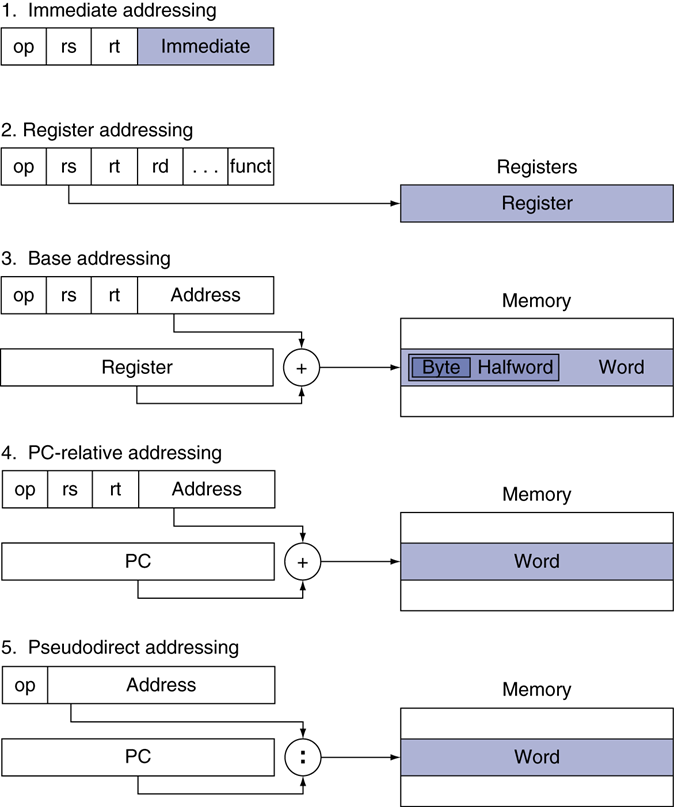 1. Immediate addressing
op rs rt Immediate
2. Register addressing
op rs rt rd ... funct
Registers
Register
3. Base addressing
op rs rt Address
Memory
Register
+
Byte Halfword Word
4. PC-relative addressing
op rs rt Address
Memory
PC
+
Word
5. Pseudodirect addressing
op Address
Memory
PC
:
Word